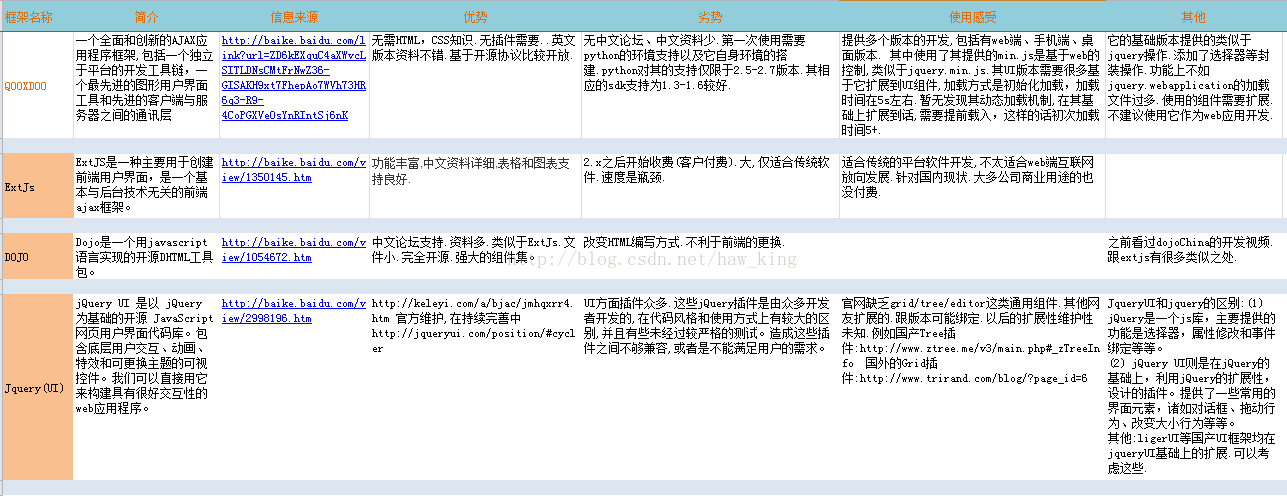 框架名称
简介
信息来源
优势
劣势
使用感受
其他
QOOXDOO
一个全面和创新的AJAX应
用程序框架,包括一个独立
于平台的开发工具链，一
个最先进的图形用户界面
工具和先进的客户端与服
务器之间的通讯层
http://baike.baidu.com/l
ink?url=ZD6kEXquC4aXWvcL
SITLDNsCMtFrNwZ36-
GISAKM9xt7FhepAo7WVh73HR
6q3-R9-
4CoPGXVeOsYnRIntSj6nK
无需HTML，CSS知识.无插件需要..英文
版本资料不错.基于开源协议比较开放.
无中文论坛、中文资料少.第一次使用需要
python的环境支持以及它自身环境的搭
建.python对其的支持仅限于2.5-2.7版本.其相
应的sdk支持为1.3-1.6较好.
提供多个版本的开发,包括有web端、手机端、桌
面版本. 其中使用了其提供的min.js是基于web的
控制,类似于jquery.min.js.其UI版本需要很多基
于它扩展到UI组件,加载方式是初始化加载，加载
时间在5s左右.暂无发现其动态加载机制,在其基
础上扩展到话,需要提前载入，这样的话初次加载
时间5+.
它的基础版本提供的类似于
jquery操作.添加了选择器等封
装操作.功能上不如
jquery.webapplication的加载
文件过多.使用的组件需要扩展.
不建议使用它作为web应用开发.
ExtJs
ExtJS是一种主要用于创建
前端用户界面，是一个基
本与后台技术无关的前端
ajax框架。
http://baike.baidu.com/v
iew/1350145.htm
功能丰富,中文资料详细,表格和图表支
持良好.
2.x之后开始收费(客户付费).大,仅适合传统软
件.速度是瓶颈.
适合传统的平台软件开发,不太适合web端互联网
放向发展.针对国内现状.大多公司商业用途的也
没付费.
DOJO
Dojo是一个用javascript
语言实现的开源DHTML工具
包。
http://baike.baidu.com/v
iew/1054672.htm
中文论坛支持.资料多.类似于ExtJs.文
件小.完全开源.强大的组件集。
改变HTML编写方式.不利于前端的更换.
之前看过dojoChina的开发视频.
跟extjs有很多类似之处.
http://blog.csdn.net/haw_king
Jquery(UI)
jQuery UI 是以 jQuery
为基础的开源 JavaScript
网页用户界面代码库。包
含底层用户交互、动画、
特效和可更换主题的可视
控件。我们可以直接用它
来构建具有很好交互性的
web应用程序。
http://baike.baidu.com/v
iew/2998196.htm
http://keleyi.com/a/bjac/jmhqxrr4.
htm 官方维护,在持续完善中
http://jqueryui.com/position/#cycl
er
UI方面插件众多.这些jQuery插件是由众多开发
者开发的,在代码风格和使用方式上有较大的区
别,并且有些未经过较严格的测试。造成这些插
件之间不够兼容,或者是不能满足用户的需求。
官网缺乏grid/tree/editor这类通用组件.其他网
友扩展的.跟版本可能绑定.以后的扩展性维护性
未知.例如国产Tree插
件:http://www.ztree.me/v3/main.php#_zTreeIn
fo 国外的Grid插
件:http://www.trirand.com/blog/?page_id=6
JqueryUI和jquery的区别:(1)
jQuery是一个js库，主要提供的
功能是选择器，属性修改和事件
绑定等等。
(2) jQuery UI则是在jQuery的
基础上，利用jQuery的扩展性，
设计的插件。提供了一些常用的
界面元素，诸如对话框、拖动行
为、改变大小行为等等。
其他:ligerUI等国产UI框架均在
jqueryUI基础上的扩展.可以考
虑这些.